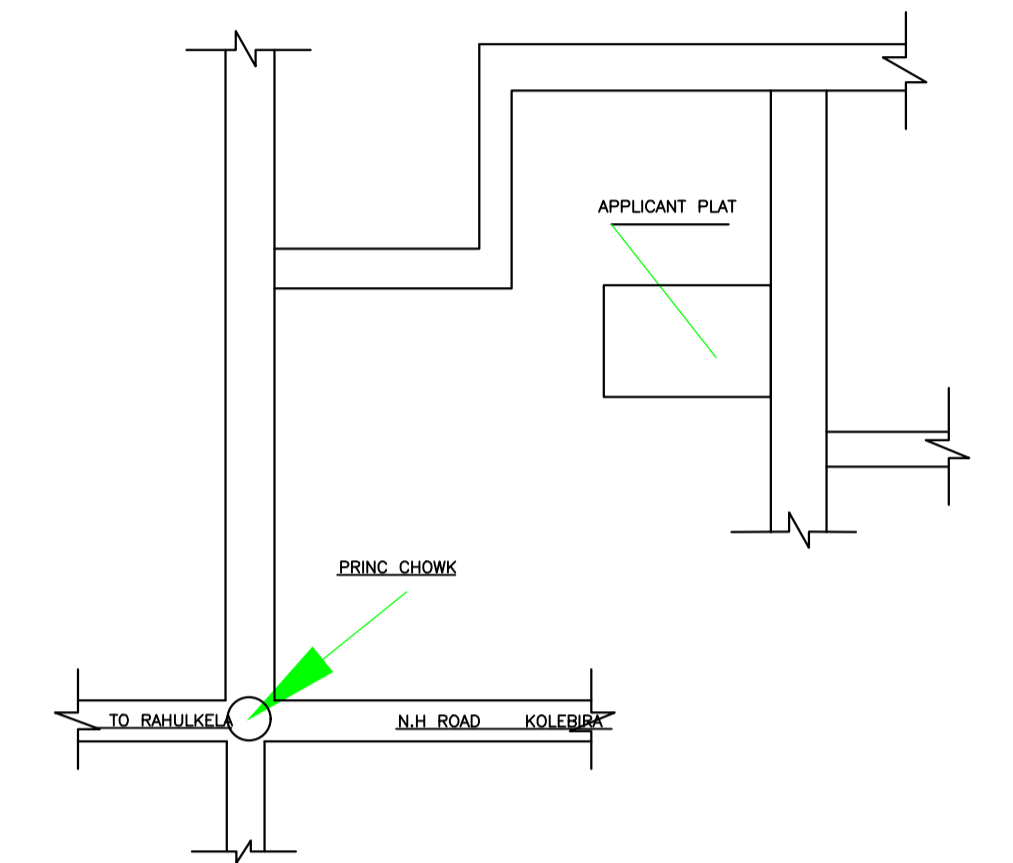 APPLICANT PLAT
PRINC CHOWK
TO RAHULKELA
N.H ROAD KOLEBIRA